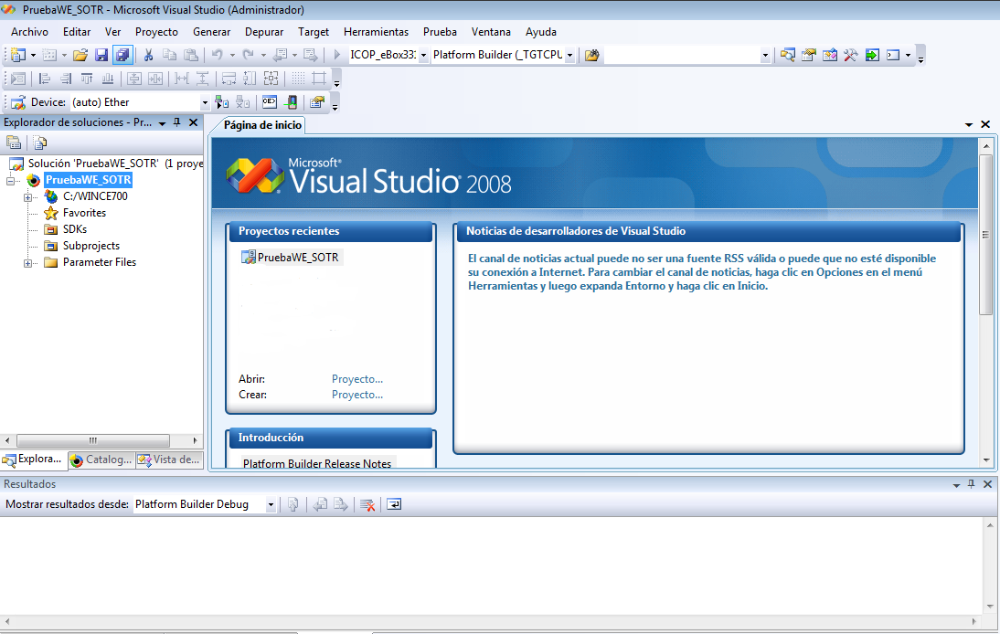 PruebaWE_SOTR - Microsoft Visual Studio (Administrador)
Archivo Editar Ver Proyecto Generar Depurar Target Herramientas Prueba Ventana Ayuda
ICOP_eBox33: Platform Builder (_TGTCPU
Device: (auto) Ether
CE>
Explorador de soluciones - Pr...
Solución 'PruebaWE_SOTR' (1 proye
PruebaWE_SOTR
C:/WINCE700
Favorites
SDKs
Subprojects
Parameter Files
Explora... Catalog... Vista de...
Página de inicio
Microsoft®
Visual Studio® 2008
Proyectos recientes
PruebaWE_SOTR
Abrir: Proyecto...
Crear: Proyecto...
Introducción
Platform Builder Release Notes
Noticias de desarrolladores de Visual Studio
El canal de noticias actual puede no ser una fuente RSS válida o puede que no esté disponible
su conexión a Internet. Para cambiar el canal de noticias, haga clic en Opciones en el menú
Herramientas y luego expanda Entorno y haga clic en Inicio.
Resultados
Mostrar resultados desde: Platform Builder Debug